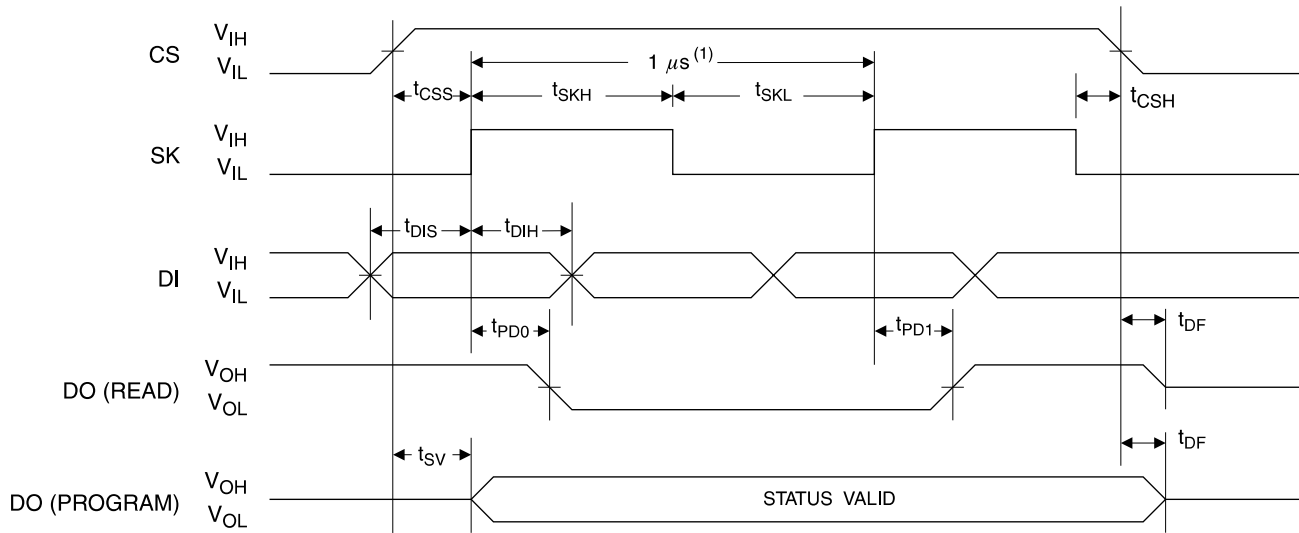 CS
V_IH
V_IL
1 μs^(1)
t_CSS
t_SKH
t_SKL
t_CSH
SK
V_IH
V_IL
t_DIS
t_DIH
DI
V_IH
V_IL
t_PD0
t_PD1
t_DF
DO (READ)
V_OH
V_OL
t_SV
t_DF
DO (PROGRAM)
V_OH
V_OL
STATUS VALID